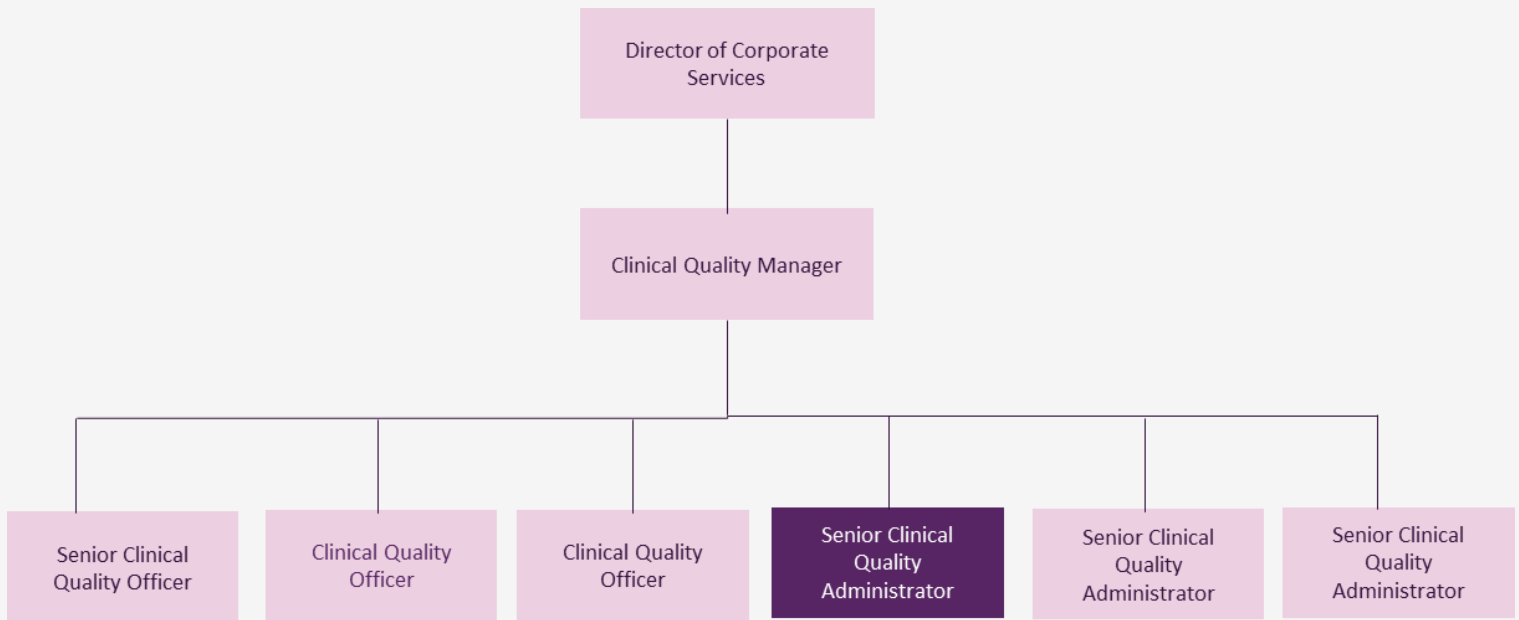 Director of Corporate
Services
Clinical Quality Manager
Senior Clinical
Quality Officer
Clinical Quality
Officer
Clinical Quality
Officer
Senior Clinical
Quality
Administrator
Senior Clinical
Quality
Administrator
Senior Clinical
Quality
Administrator